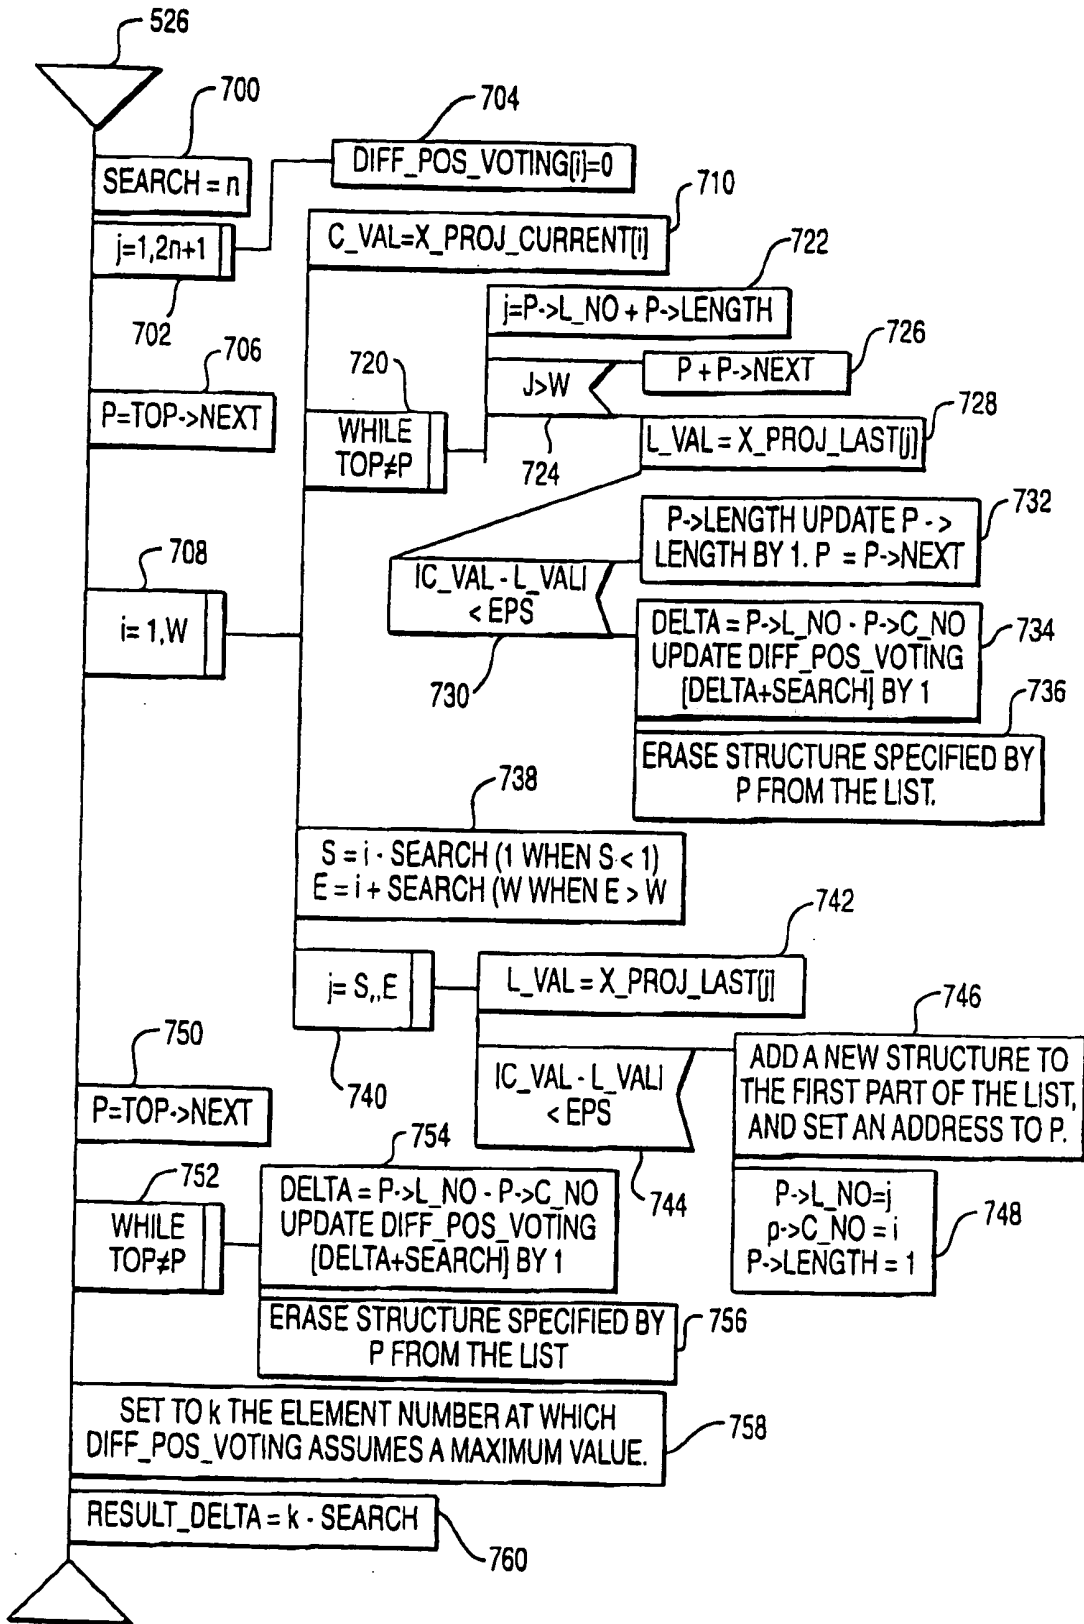 526
700
SEARCH = n
704
DIFF_POS_VOTING[i]=0
j=1,2n+1
702
710
C_VAL=X_PROJ_CURRENT[i]
722
j=P->L_NO + P->LENGTH
706
P=TOP->NEXT
720
WHILE
TOP≠P
J>W
724
726
P + P->NEXT
728
L_VAL = X_PROJ_LAST[j]
708
i= 1,W
IC_VAL - L_VALI
< EPS
730
P->LENGTH UPDATE P ->
LENGTH BY 1. P = P->NEXT
732
DELTA = P->L_NO - P->C_NO
UPDATE DIFF_POS_VOTING
[DELTA+SEARCH] BY 1
734
736
ERASE STRUCTURE SPECIFIED BY
P FROM THE LIST.
738
S = i - SEARCH (1 WHEN S < 1)
E = i + SEARCH (W WHEN E > W
j= S,,E
740
742
L_VAL = X_PROJ_LAST[j]
IC_VAL - L_VALI
< EPS
744
746
ADD A NEW STRUCTURE TO
THE FIRST PART OF THE LIST,
AND SET AN ADDRESS TO P.
P->L_NO=j
p->C_NO = i
P->LENGTH = 1
748
750
P=TOP->NEXT
752
WHILE
TOP≠P
754
DELTA = P->L_NO - P->C_NO
UPDATE DIFF_POS_VOTING
[DELTA+SEARCH] BY 1
ERASE STRUCTURE SPECIFIED BY
P FROM THE LIST
756
SET TO k THE ELEMENT NUMBER AT WHICH
DIFF_POS_VOTING ASSUMES A MAXIMUM VALUE.
758
RESULT_DELTA = k - SEARCH
760